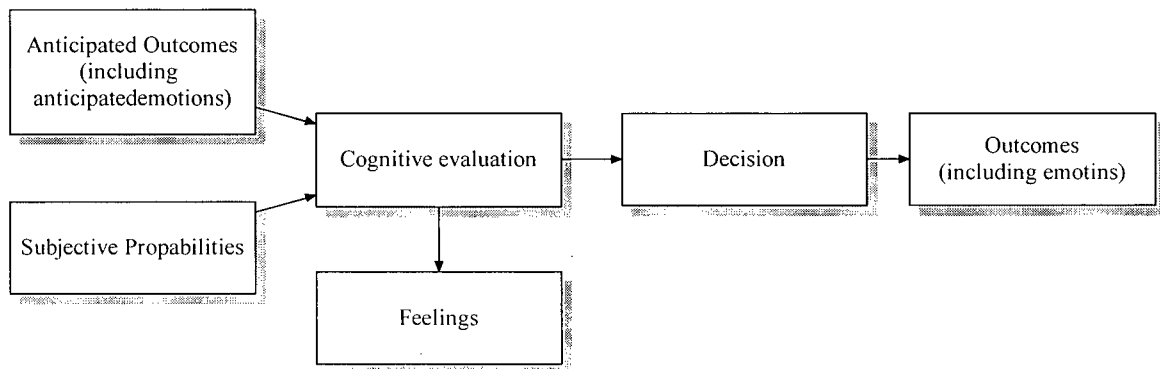 Anticipated Outcomes
(including
anticipatedemotions)
Cognitive evaluation
Decision
Outcomes
(including emotins)
Subjective Propabilities
Feelings